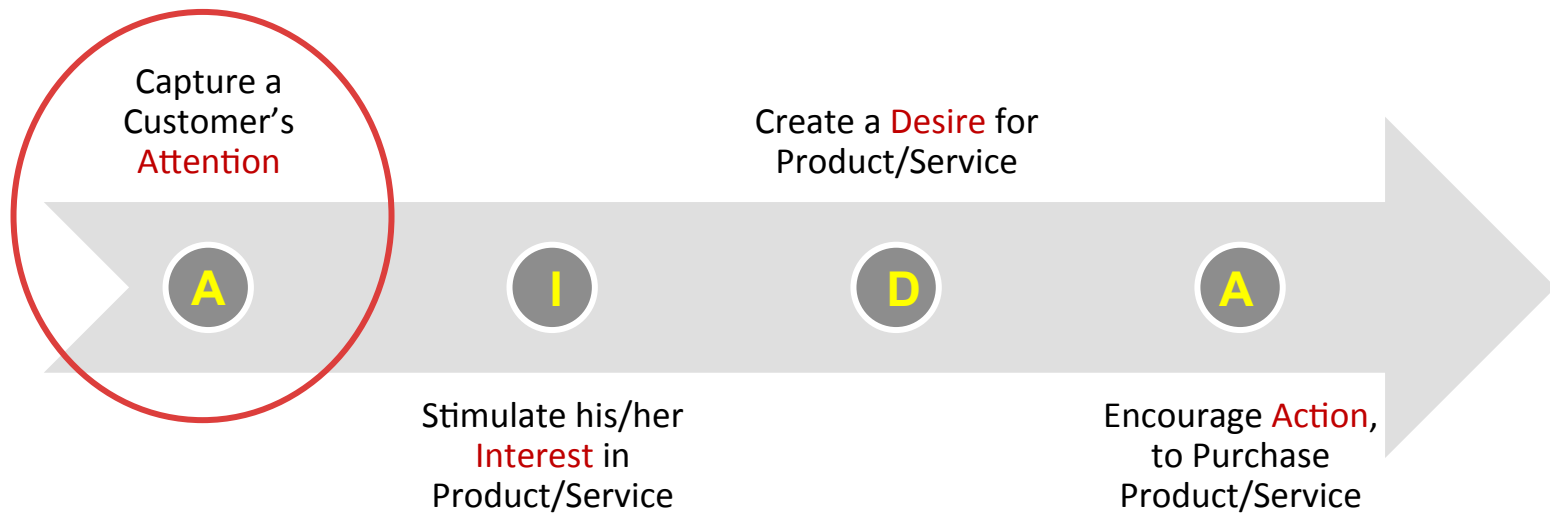 Capture a
Customer’s
Attention
Create a Desire for
Product/Service
A
I
D
A
Stimulate his/her
Interest in
Product/Service
Encourage Action,
to Purchase
Product/Service